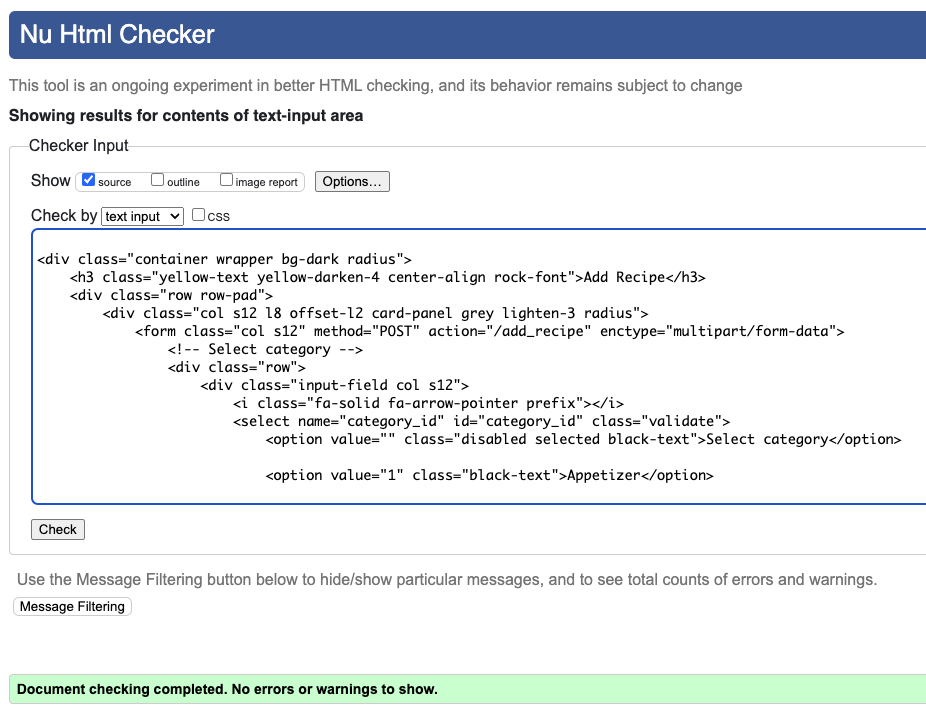 Nu Html Checker
This tool is an ongoing experiment in better HTML checking, and its behavior remains subject to change
Showing results for contents of text-input area
Checker Input
Show source outline image report Options...
Check by text input css
<div class="container wrapper bg-dark radius">
    <h3 class="yellow-text yellow-darken-4 center-align rock-font">Add Recipe</h3>
    <div class="row row-pad">
        <div class="col s12 l8 offset-l2 card-panel grey lighten-3 radius">
            <form class="col s12" method="POST" action="/add_recipe" enctype="multipart/form-data">
                <!-- Select category -->
                <div class="row">
                    <div class="input-field col s12">
                        <i class="fa-solid fa-arrow-pointer prefix"></i>
                        <select name="category_id" id="category_id" class="validate">
                            <option value="" class="disabled selected black-text">Select category</option>
                            <option value="1" class="black-text">Appetizer</option>
Check
Use the Message Filtering button below to hide/show particular messages, and to see total counts of errors and warnings.
Message Filtering
Document checking completed. No errors or warnings to show.